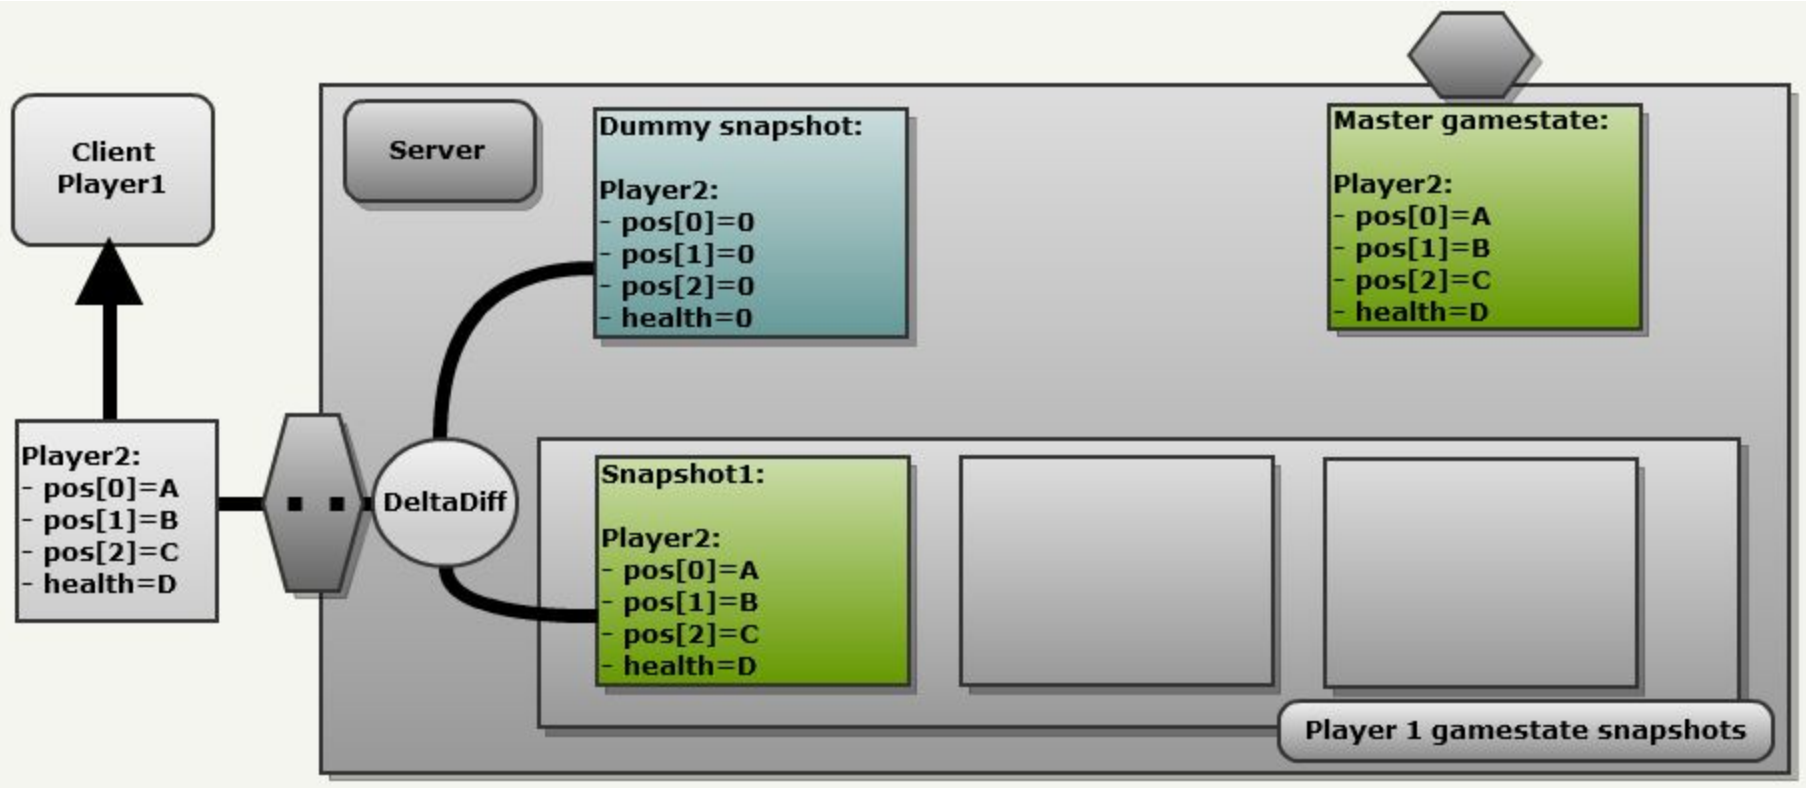 Client
Player1
Server
Dummy snapshot:
Player2:
- pos[0]=0
- pos[1]=0
- pos[2]=0
- health=0
Master gamestate:
Player2:
- pos[0]=A
- pos[1]=B
- pos[2]=C
- health=D
Player2:
- pos[0]=A
- pos[1]=B
- pos[2]=C
- health=D
DeltaDiff
Snapshot1:
Player2:
- pos[0]=A
- pos[1]=B
- pos[2]=C
- health=D
Player 1 gamestate snapshots